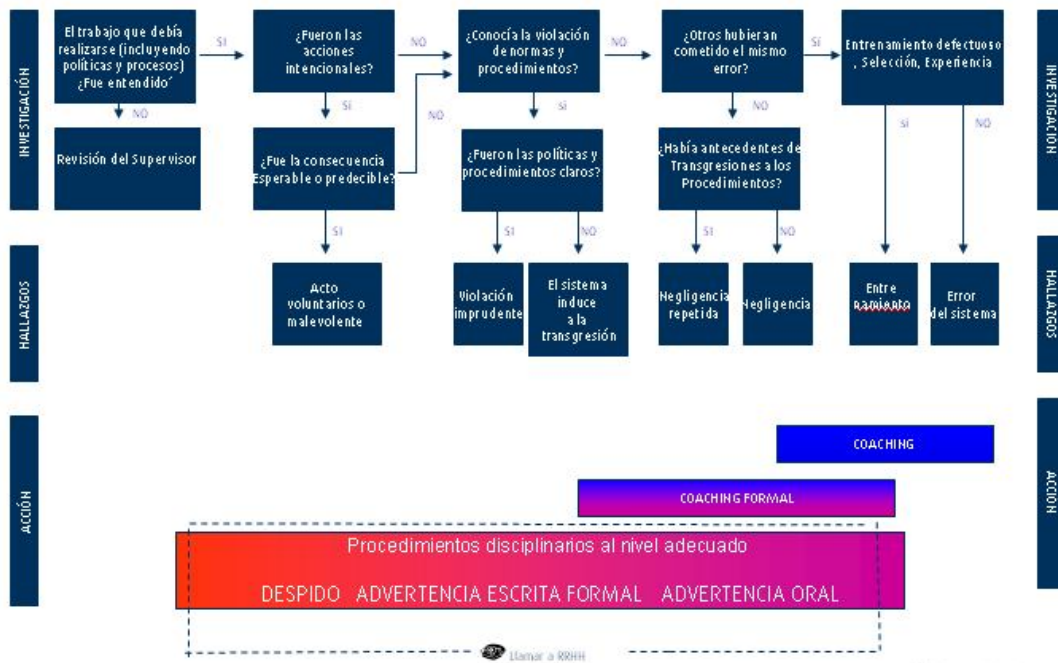 INVESTIGACIÓN
El trabajo que debía
realizarse (incluyendo
políticas y procesos)
¿Fue entendido´
SI
NO
Revisión del Supervisor
¿Fueron las
acciones
intencionales?
NO
SÍ
NO
¿Fue la consecuencia
Esperable o predecible?
SI
¿Conocía la violación
de normas y
procedimientos?
NO
SÍ
¿Fueron las políticas y
procedimientos claros?
SI
NO
¿Otros hubieran
cometido el mismo
error?
SÍ
NO
¿Había antecedentes de
Transgresiones a los
Procedimientos?
SI
NO
Entrenamiento defectuoso
, Selección, Experiencia
SI
NO
INVESTIGACIÓN
HALLAZGOS
Acto
voluntarios o
malevolente
Violación
imprudente
El sistema
induce
a la
transgresión
Negligencia
repetida
Negligencia
Entre
namiento
Error
del sistema
HALLAZGOS
ACCIÓN
COACHING
COACHING FORMAL
Procedimientos disciplinarios al nivel adecuado
DESPIDO ADVERTENCIA ESCRITA FORMAL ADVERTENCIA ORAL
Llamar a RRHH
ACCIÓN